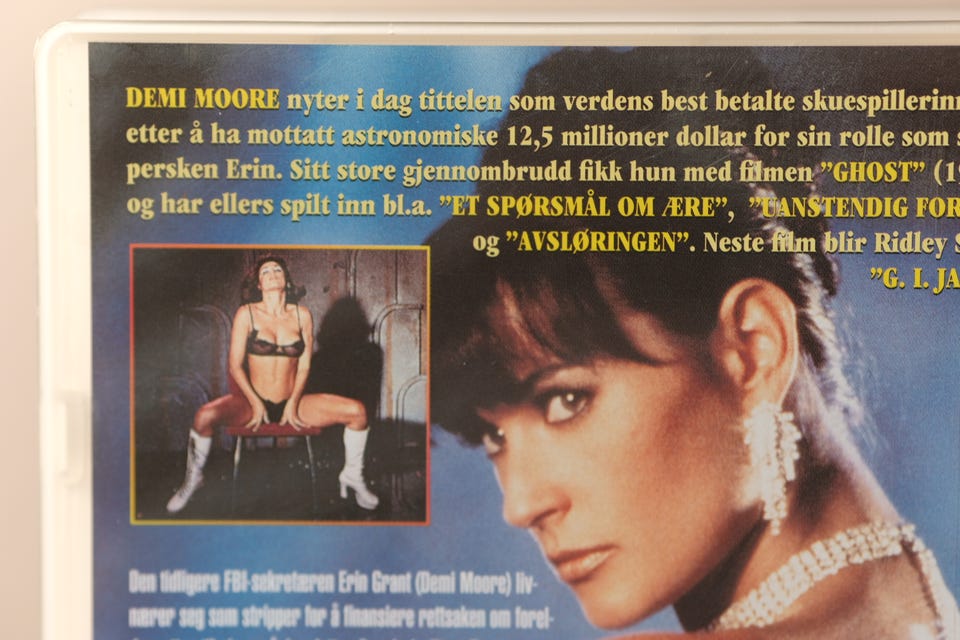 DEMI MOORE nyter i dag tittelen som verdens best betalte skuespillerinn
etter å ha mottatt astronomiske 12,5 millioner dollar for sin rolle som s
persken Erin. Sitt store gjennombrudd fikk hun med filmen ”GHOST” (19
og har ellers spilt inn bl.a. ”ET SPØRSMÅL OM ÆRE”, ”UANSTENDIG FOR
og ”AVSLØRINGEN”. Neste film blir Ridley S
”G. I. JA
Den tidligere FBI-sekretæren Erin Grant (Demi Moore) liv-
nærer seg som stripper for å finansiere rettsaken om forel-